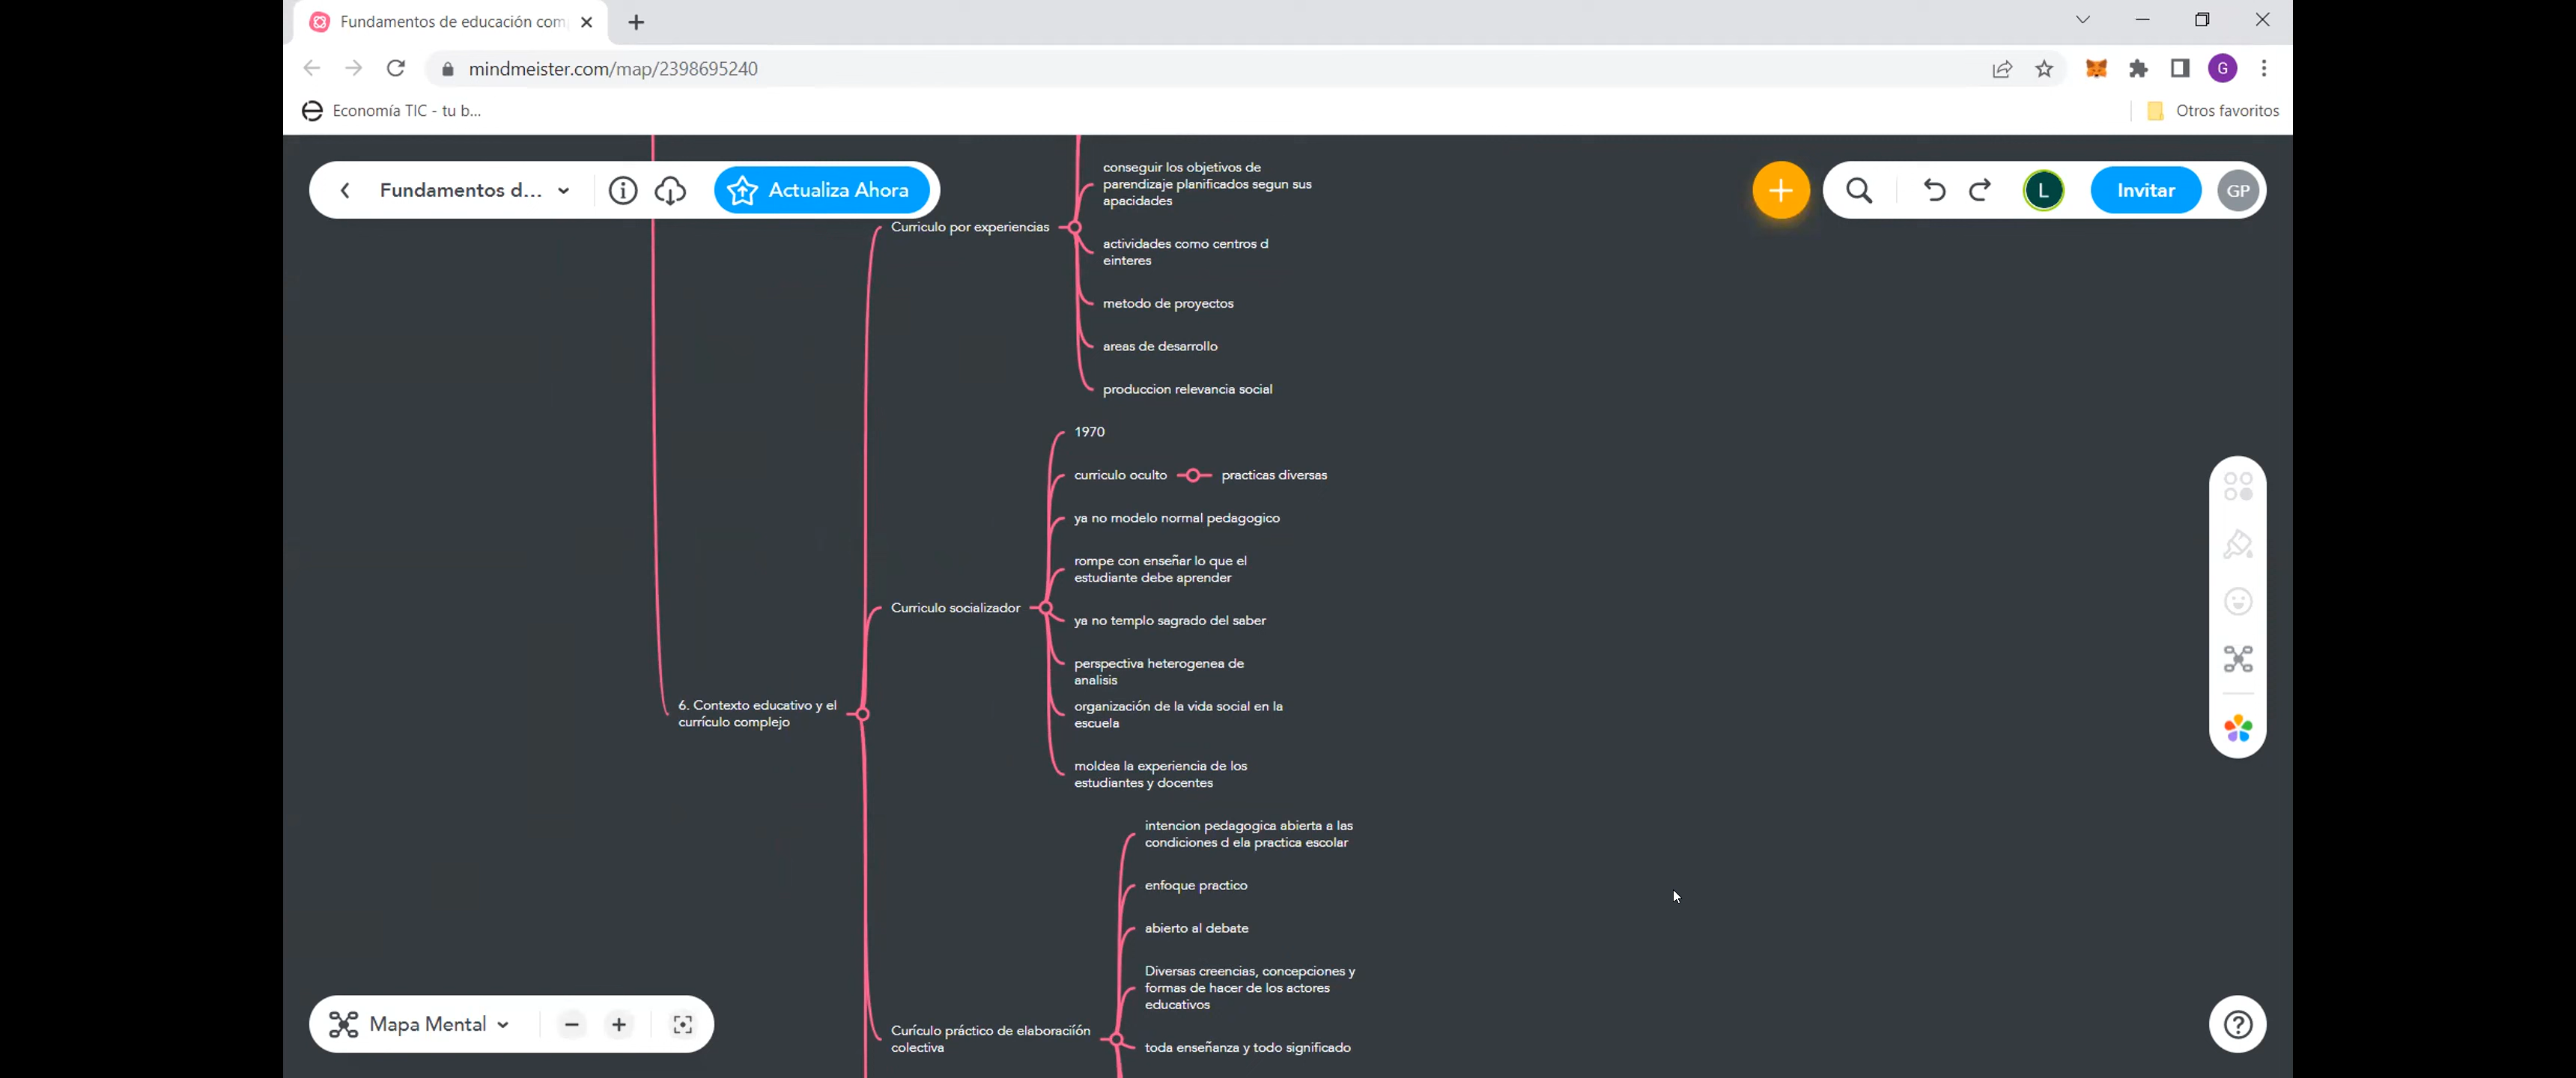 Fundamentos de educación com
mindmeister.com/map/2398695240
G
Economía TIC - tu b...
Otros favoritos
Fundamentos d...
Actualiza Ahora
L
Invitar
GP
conseguir los objetivos de
parendizaje planificados segun sus
apacidades
Curriculo por experiencias
actividades como centros d
einteres
metodo de proyectos
areas de desarrollo
produccion relevancia social
1970
curriculo oculto
practicas diversas
ya no modelo normal pedagogico
rompe con enseñar lo que el
estudiante debe aprender
Curriculo socializador
ya no templo sagrado del saber
perspectiva heterogenea de
analisis
organización de la vida social en la
escuela
6. Contexto educativo y el
currículo complejo
moldea la experiencia de los
estudiantes y docentes
intencion pedagogica abierta a las
condiciones d ela practica escolar
enfoque practico
abierto al debate
Diversas creencias, concepciones y
formas de hacer de los actores
educativos
Curículo práctico de elaboraciíón
colectiva
toda enseñanza y todo significado
Mapa Mental